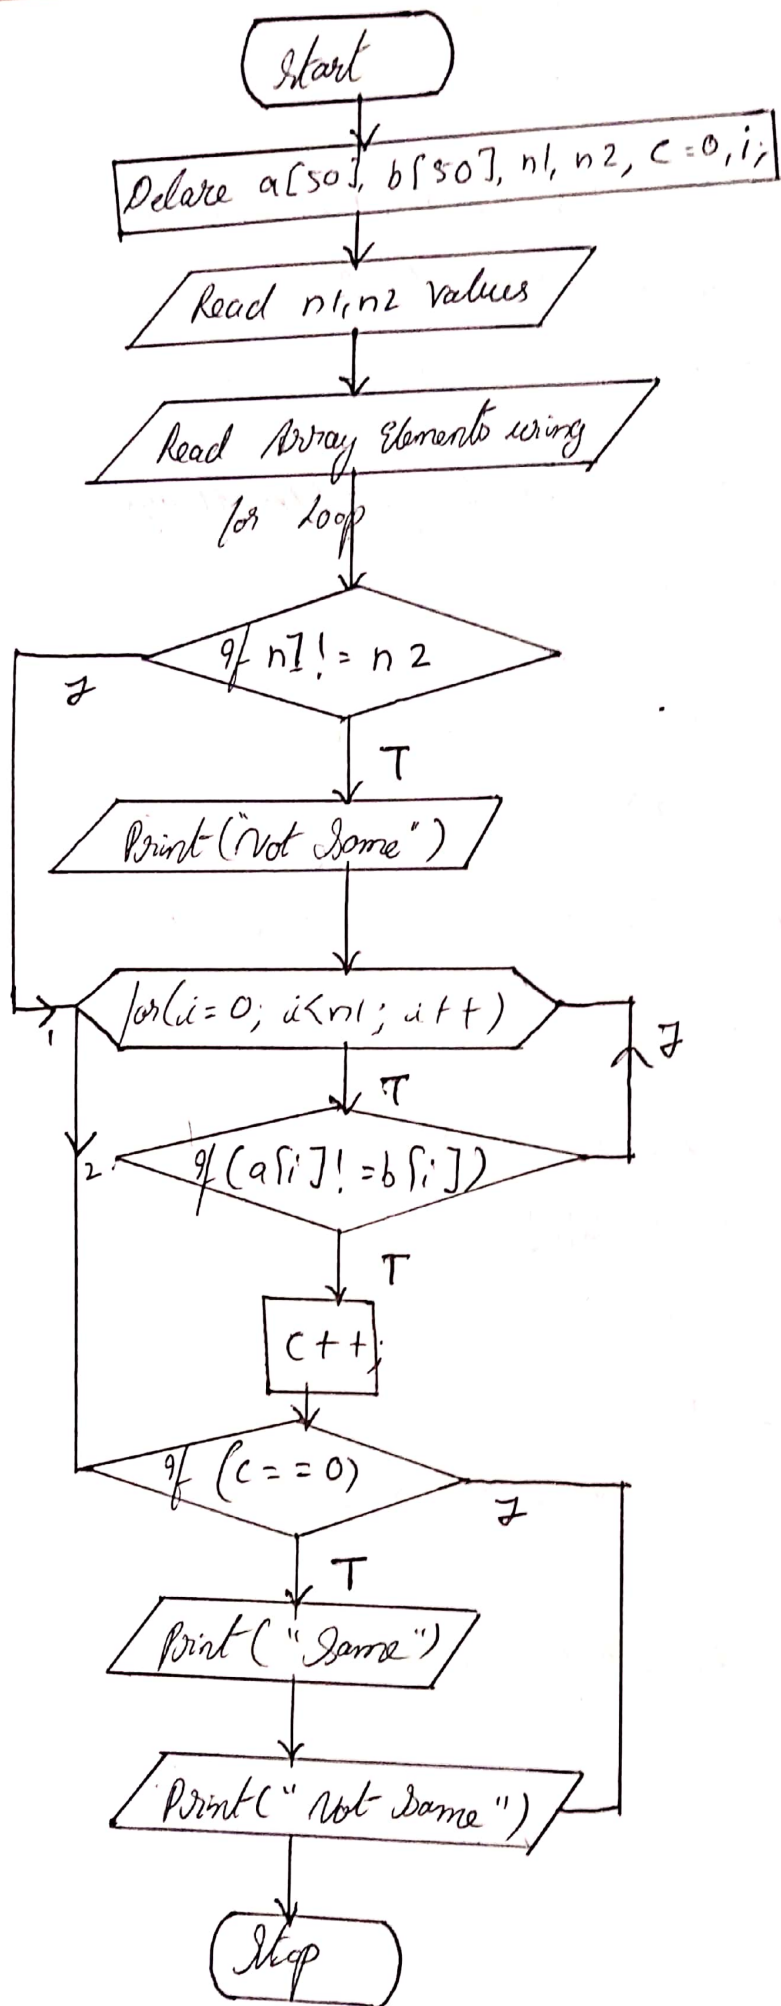 Start
Delare a[50], b[50], n1, n2, c=0, i;
Read n1,n2 values
Read Array Elements using
for loop
If n1!= n2
F
T
Print("Not Same")
for(i=0; i<n1; i++)
1
F
T
2.
If (a[i]!=b[i])
T
c++;
If (c==0)
F
T
Print("Same")
Print("Not Same")
Stop